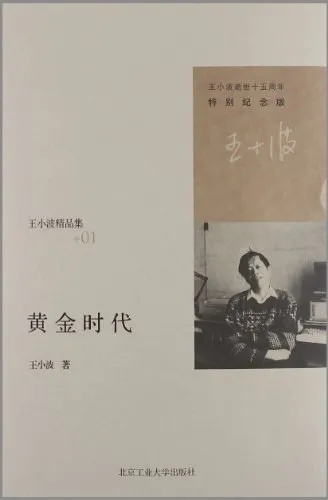 王小波逝世十五周年
特别纪念版
王小波
王小波精品集
01
黄金时代
王小波 著
北京工业大学出版社